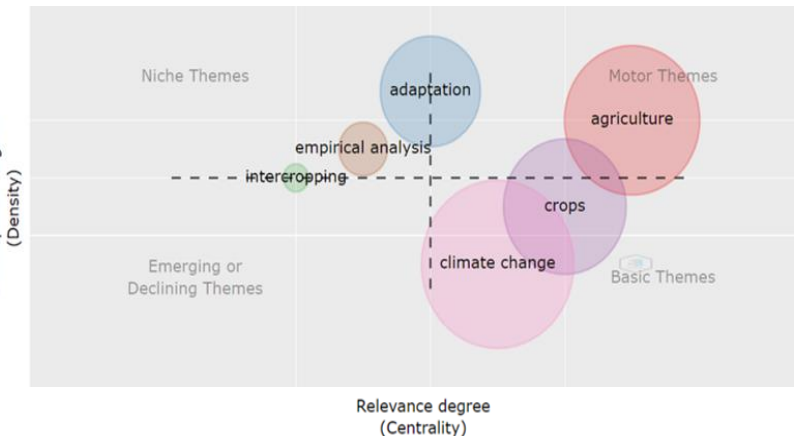 Niche Themes
Motor Themes
adaptation
agriculture
empirical analysis
intercropping
crops
climate change
Emerging or
Declining Themes
Basic Themes
(Density)
Relevance degree
(Centrality)